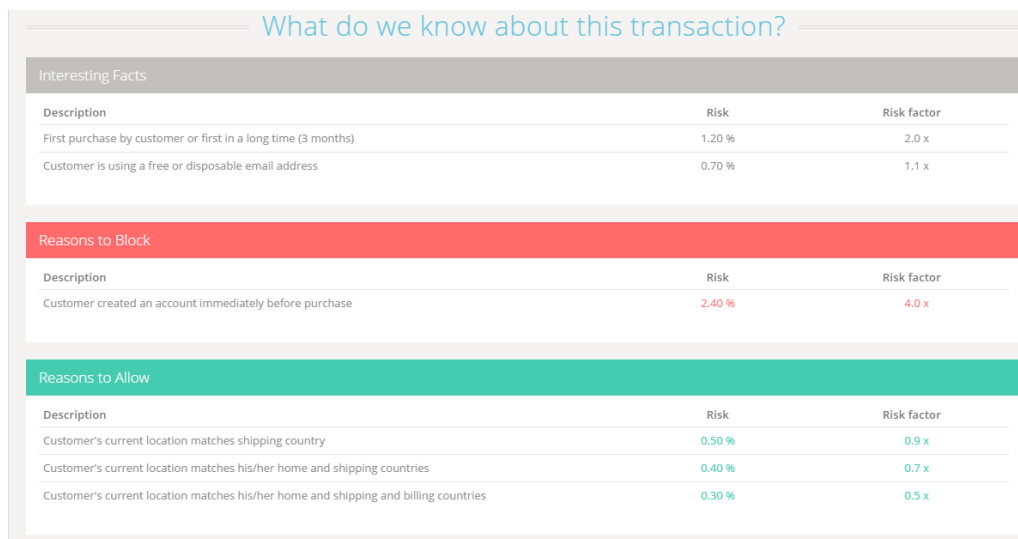 What do we know about this transaction?
Interesting Facts
Description Risk Risk factor
First purchase by customer or first in a long time (3 months) 1.20 % 2.0 x
Customer is using a free or disposable email address 0.70 % 1.1 x
Reasons to Block
Description Risk Risk factor
Customer created an account immediately before purchase 2.40 % 4.0 x
Reasons to Allow
Description Risk Risk factor
Customer's current location matches shipping country 0.50 % 0.9 x
Customer's current location matches his/her home and shipping countries 0.40 % 0.7 x
Customer's current location matches his/her home and shipping and billing countries 0.30 % 0.5 x